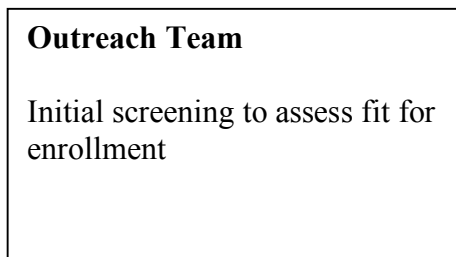 Outreach Team
Initial screening to assess fit for
enrollment